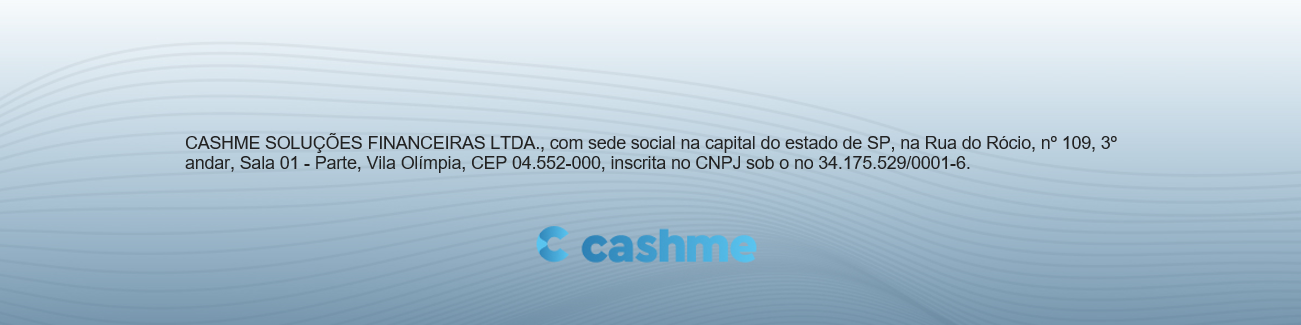 CASHME SOLUÇÕES FINANCEIRAS LTDA., com sede social na capital do estado de SP, na Rua do Rócio, nº 109, 3º
andar, Sala 01 - Parte, Vila Olímpia, CEP 04.552-000, inscrita no CNPJ sob o no 34.175.529/0001-6.
cashme